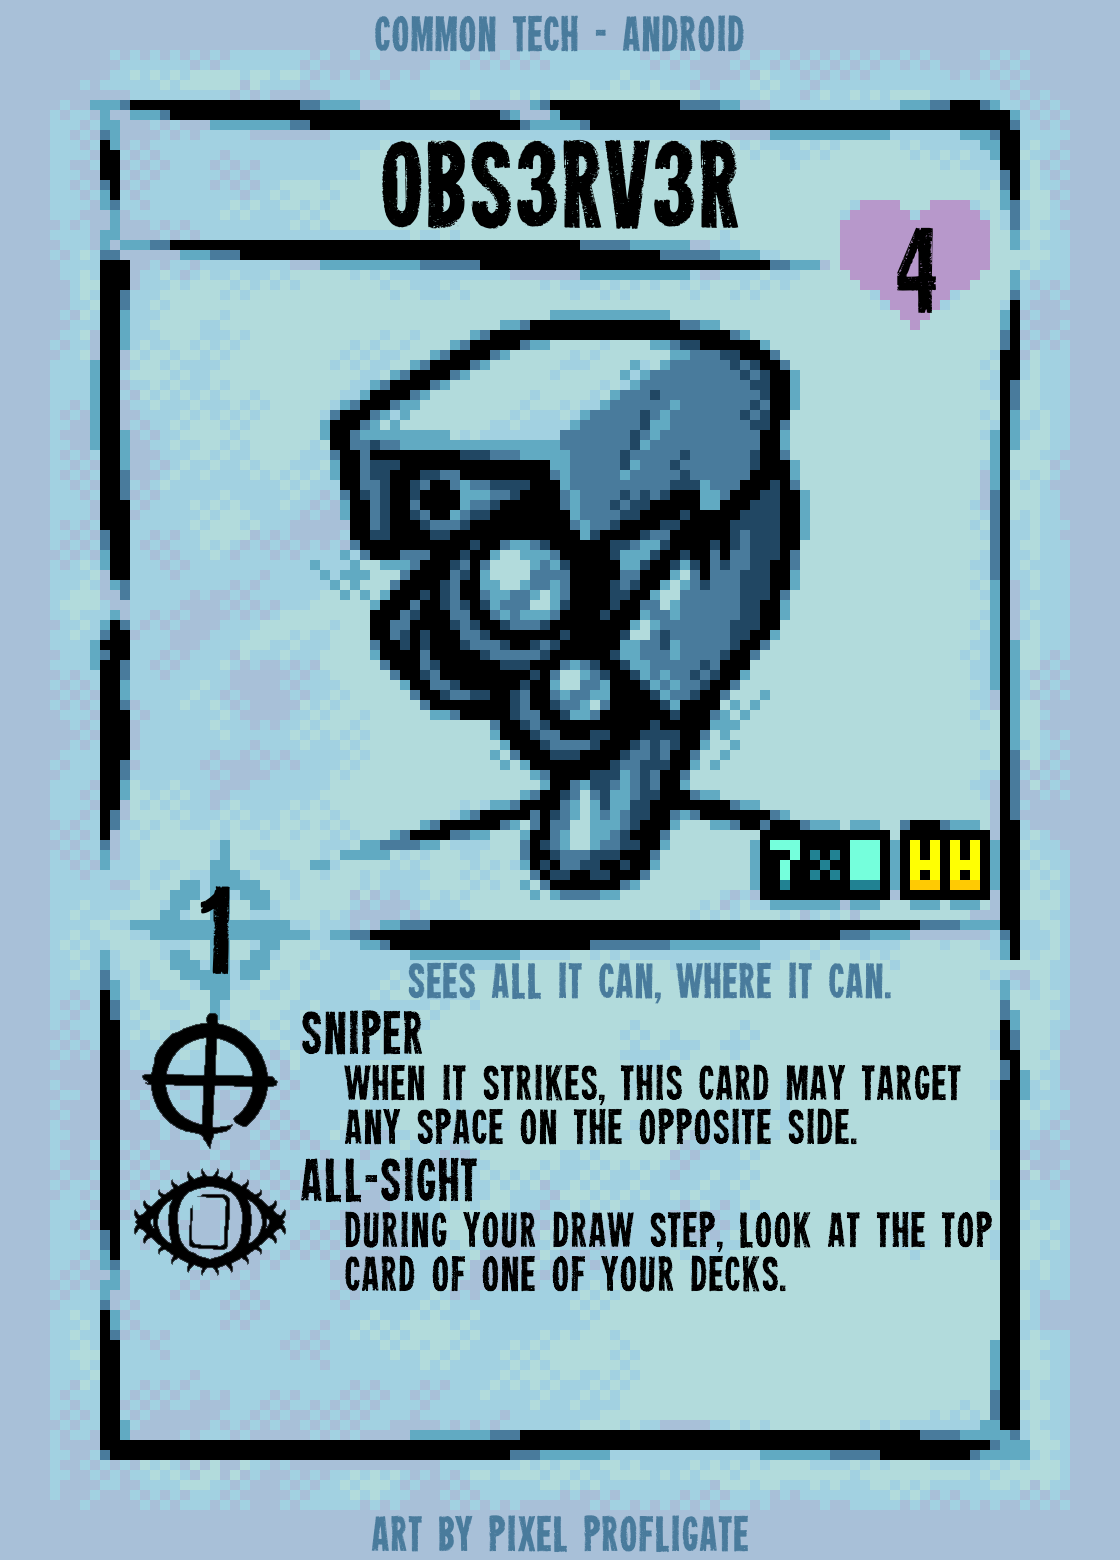 COMMON TECH - ANDROID
OBS3RV3R
4
7 ×
1
SEES ALL IT CAN, WHERE IT CAN.
SNIPER
WHEN IT STRIKES, THIS CARD MAY TARGET
ANY SPACE ON THE OPPOSITE SIDE.
ALL-SIGHT
DURING YOUR DRAW STEP, LOOK AT THE TOP
CARD OF ONE OF YOUR DECKS.
ART BY PIXEL PROFLIGATE